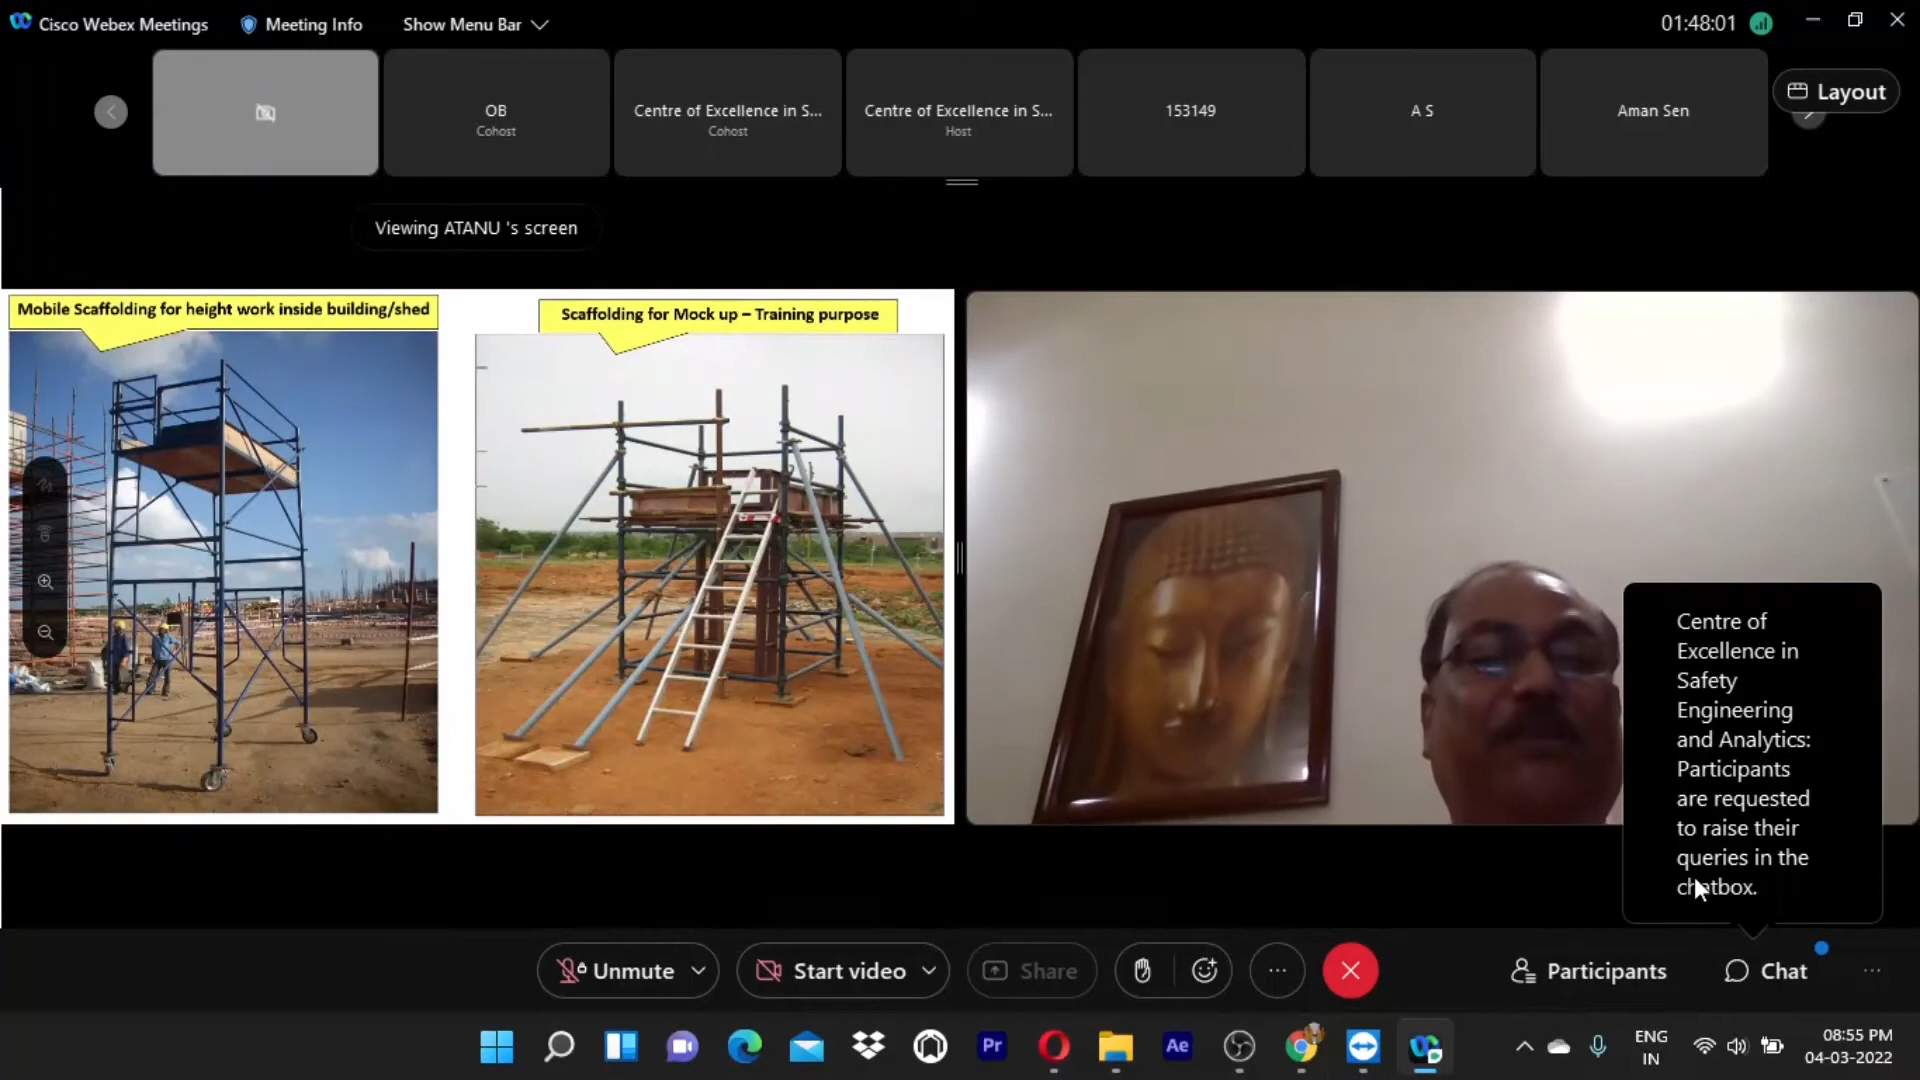 Cisco Webex Meetings
Meeting Info
Show Menu Bar
01:48:01
OB
Cohost
Centre of Excellence in S...
Cohost
Centre of Excellence in S...
Host
153149
A S
Aman Sen
Layout
Viewing ATANU 's screen
Mobile Scaffolding for height work inside building/shed
Scaffolding for Mock up – Training purpose
Centre of
Excellence in
Safety
Engineering
and Analytics:
Participants
are requested
to raise their
queries in the
chatbox.
Unmute
Start video
Share
Participants
Chat
Pr
Ae
ENG
IN
08:55 PM
04-03-2022